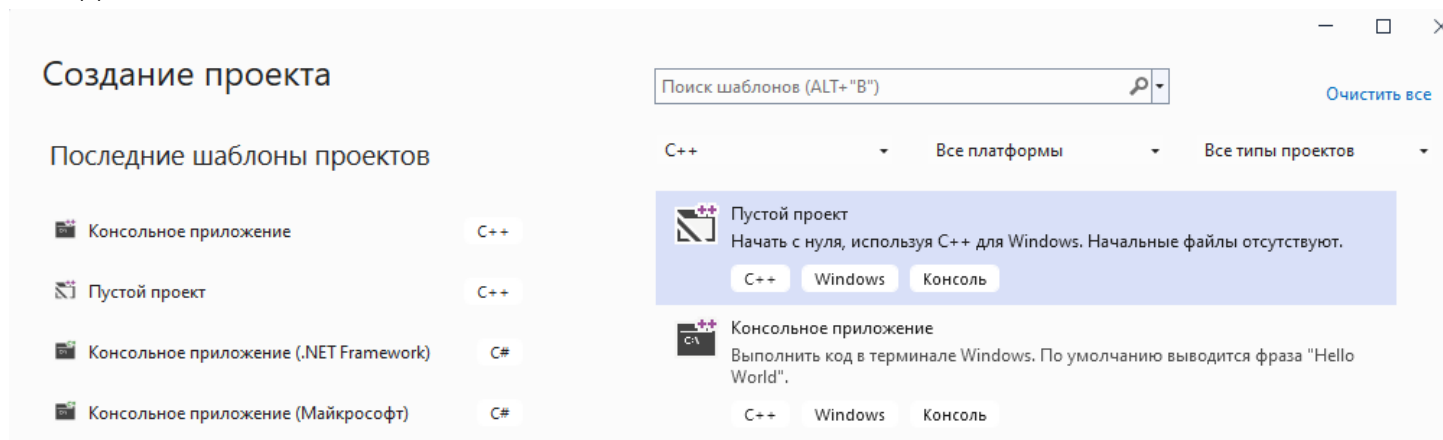 Создание проекта
Поиск шаблонов (ALT+"В")
Очистить все
Последние шаблоны проектов
C++
Все платформы
Все типы проектов
Консольное приложение C++
Пустой проект C++
Консольное приложение (.NET Framework) C#
Консольное приложение (Майкрософт) C#
Пустой проект
Начать с нуля, используя C++ для Windows. Начальные файлы отсутствуют.
C++ Windows Консоль
Консольное приложение
Выполнить код в терминале Windows. По умолчанию выводится фраза "Hello
World".
C++ Windows Консоль